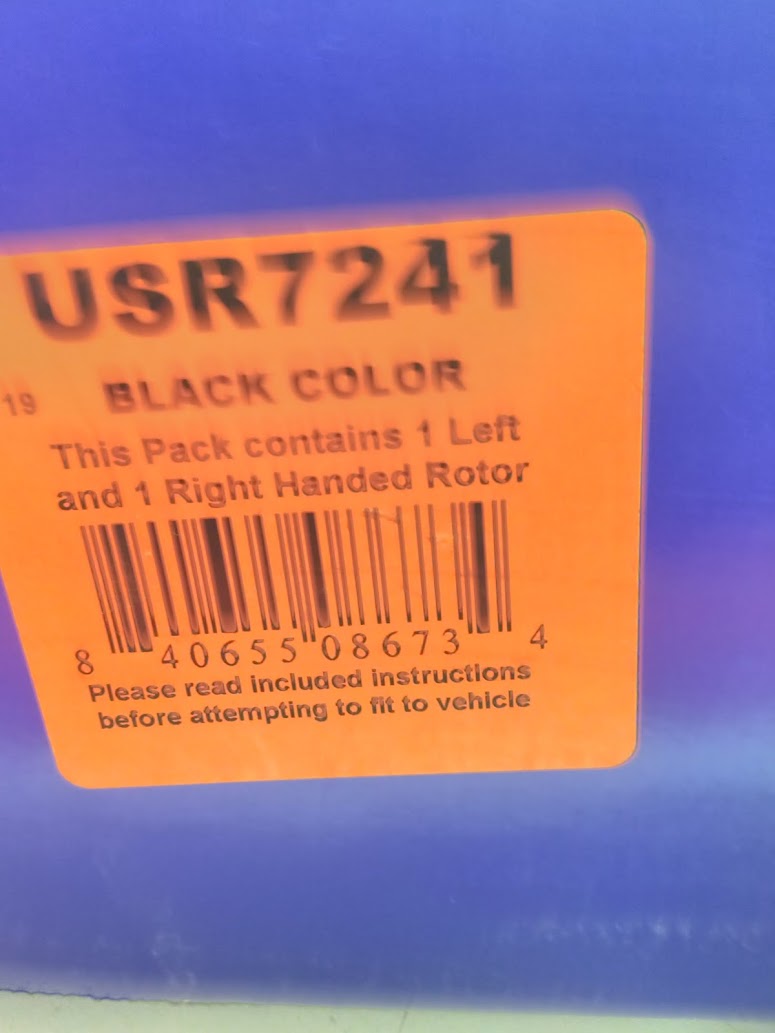 USR7241
19 BLACK COLOR
This Pack contains 1 Left
and 1 Right Handed Rotor
8 40655 08673 4
Please read included instructions
before attempting to fit to vehicle